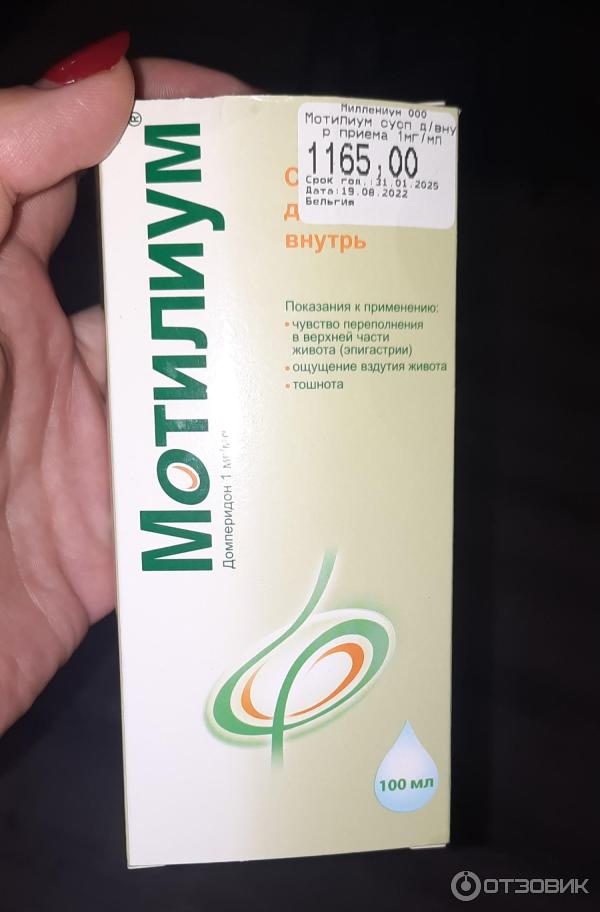 Миллениум ООО
Мотилиум сусп д/вну
р приема 1мг/мл
1165,00
Срок год.:31.01.2025
Дата:19.08.2022
Бельгия
Мотилиум®
Домперидон 1 мг/мл
С
д
внутрь
Показания к применению:
• чувство переполнения
в верхней части
живота (эпигастрии)
• ощущение вздутия живота
• тошнота
100 мл
ОТЗОВИК